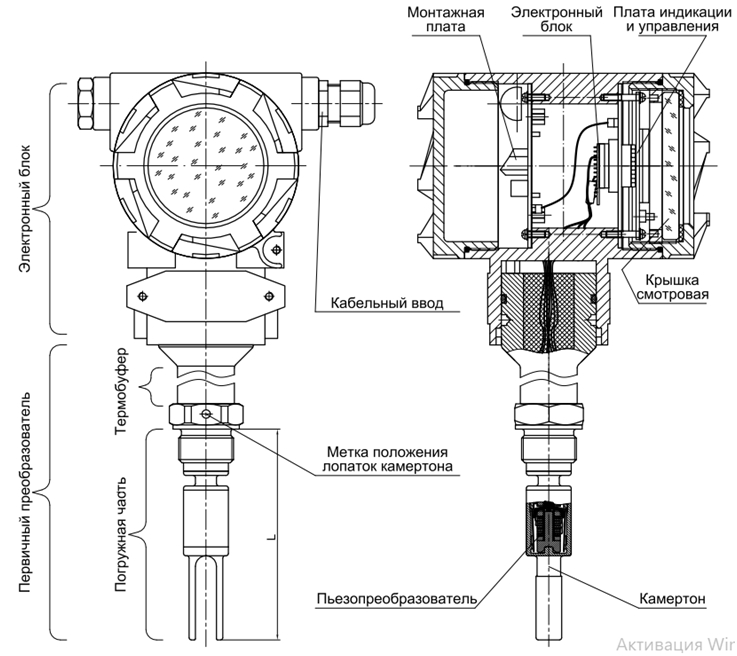 Монтажная
плата
Электронный
блок
Плата индикации
и управления
Электронный блок
Кабельный ввод
Крышка
смотровая
Первичный преобразователь
Термобуфер
Погружная часть
Метка положения
лопаток камертона
L
Пьезопреобразователь
Камертон
Активация Wir